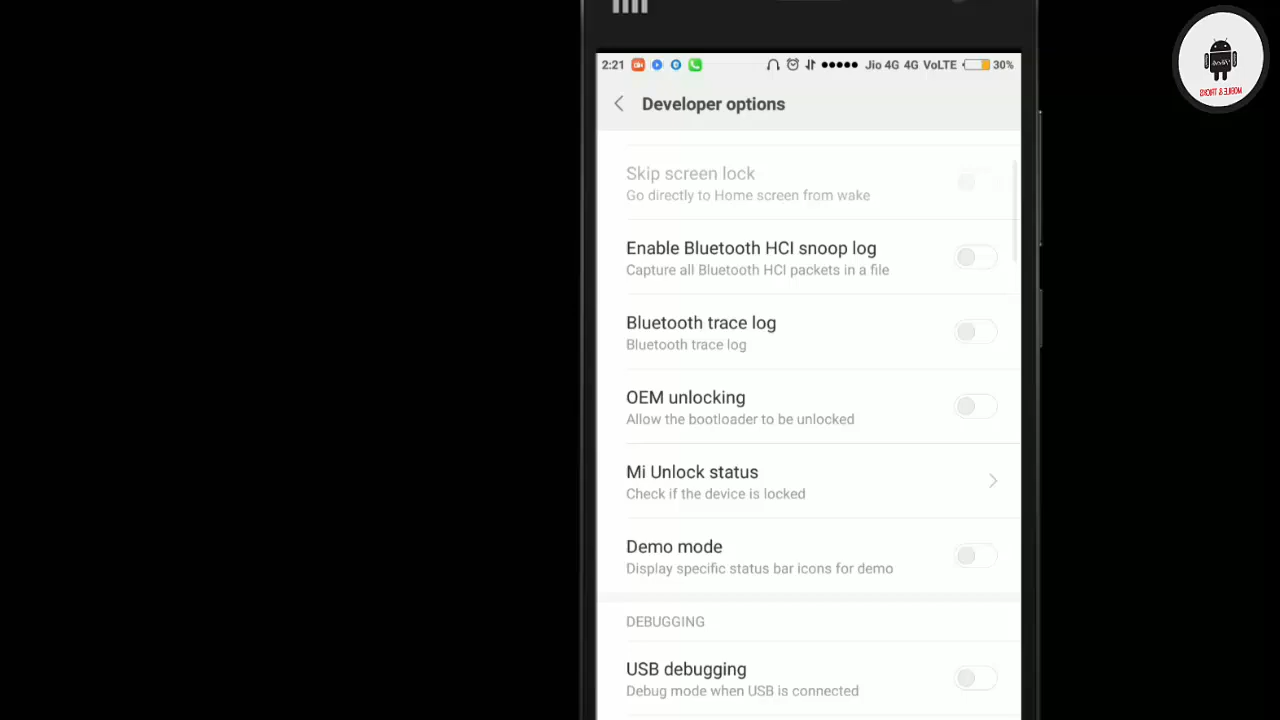 2:21 Jio 4G 4G VoLTE 30%
Developer options
Skip screen lock
Go directly to Home screen from wake
Enable Bluetooth HCI snoop log
Capture all Bluetooth HCI packets in a file
Bluetooth trace log
Bluetooth trace log
OEM unlocking
Allow the bootloader to be unlocked
Mi Unlock status
Check if the device is locked
Demo mode
Display specific status bar icons for demo
DEBUGGING
USB debugging
Debug mode when USB is connected
MOBILE & TRICKS